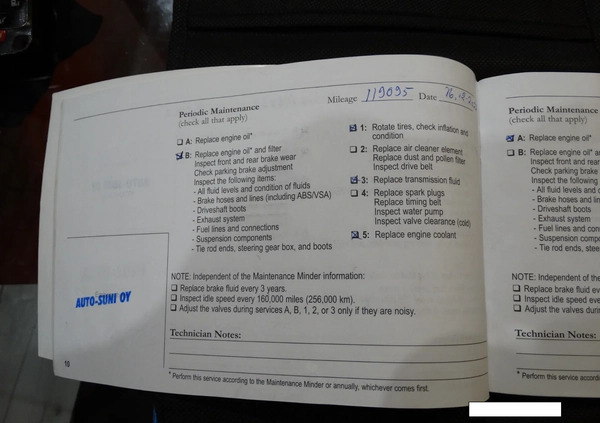 Periodic Maintenance
(check all that apply)
Mileage 119095 Date
☐ A: Replace engine oil*
☒ B: Replace engine oil* and filter
Inspect front and rear brake wear
Check parking brake adjustment
Inspect the following items:
- All fluid levels and condition of fluids
- Brake hoses and lines (including ABS/VSA)
- Driveshaft boots
- Exhaust system
- Fuel lines and connections
- Suspension components
- Tie rod ends, steering gear box, and boots
☒ 1: Rotate tires, check inflation and
condition
☐ 2: Replace air cleaner element
Replace dust and pollen filter
Inspect drive belt
☒ 3: Replace transmission fluid
☐ 4: Replace spark plugs
Replace timing belt
Inspect water pump
Inspect valve clearance (cold)
☒ 5: Replace engine coolant
NOTE: Independent of the Maintenance Minder information:
☐ Replace brake fluid every 3 years.
☐ Inspect idle speed every 160,000 miles (256,000 km).
☐ Adjust the valves during services A, B, 1, 2, or 3 only if they are noisy.
AUTO-SUNI OY
Technician Notes:
10
* Perform this service according to the Maintenance Minder or annually, whichever comes first.
Periodic Maintenance
(check all that apply)
☒ A: Replace engine oil*
☐ B: Replace engine oil*
Inspect front and rear
Check parking brake
Inspect the following
- All fluid levels and
- Brake hoses and
- Driveshaft boots
- Exhaust system
- Fuel lines and
- Suspension
- Tie rod ends,
NOTE: Independent of the
☐ Replace brake fluid
☐ Inspect idle speed
☐ Adjust the valves
Technician Notes:
* Perform this service